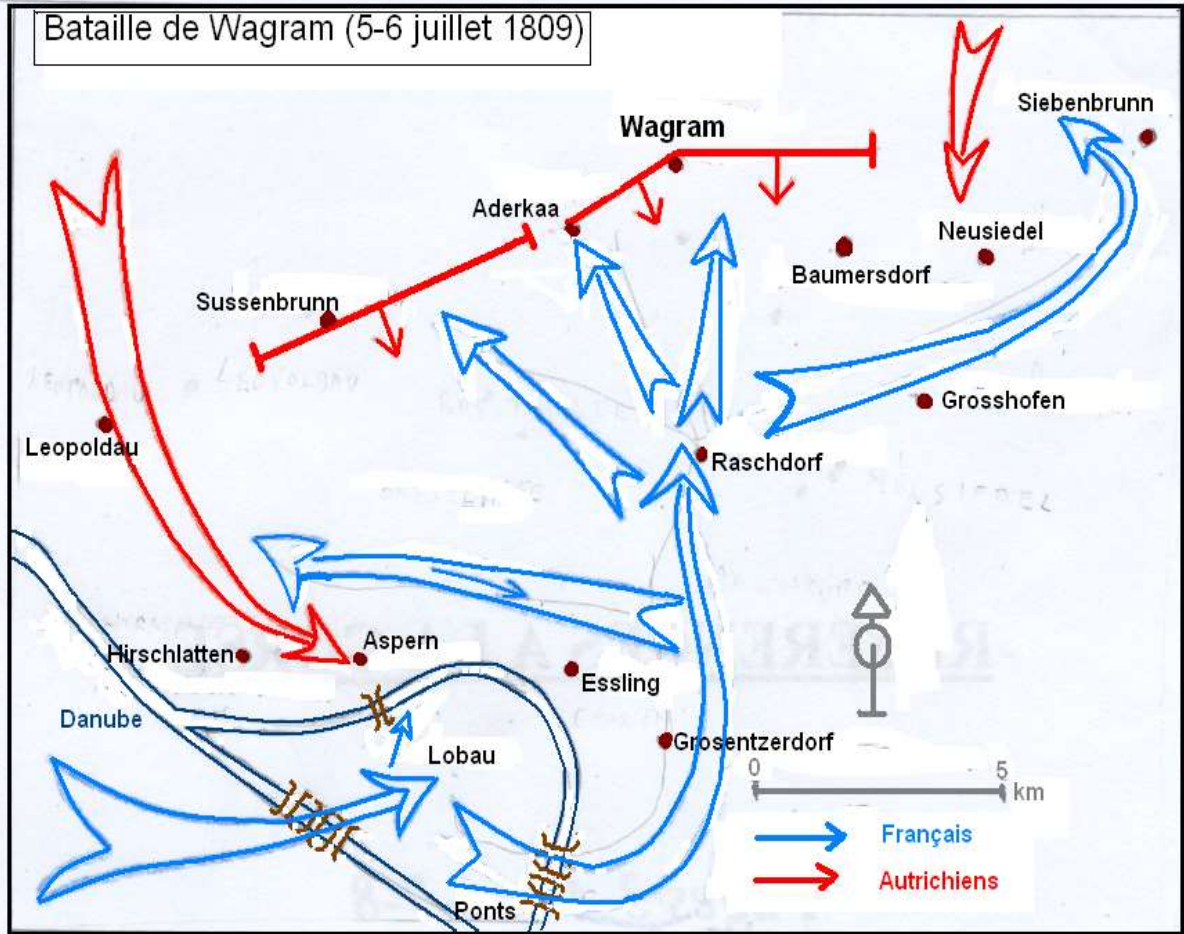 Bataille de Wagram (5-6 juillet 1809)
Siebenbrunn
Wagram
Aderkaa
Neusiedel
Baumersdorf
Sussenbrunn
Grosshofen
Leopoldau
Raschdorf
Hirschlatten
Aspern
Essling
Danube
Lobau
Grosentzerdorf
0 5
km
Français
Autrichiens
Ponts